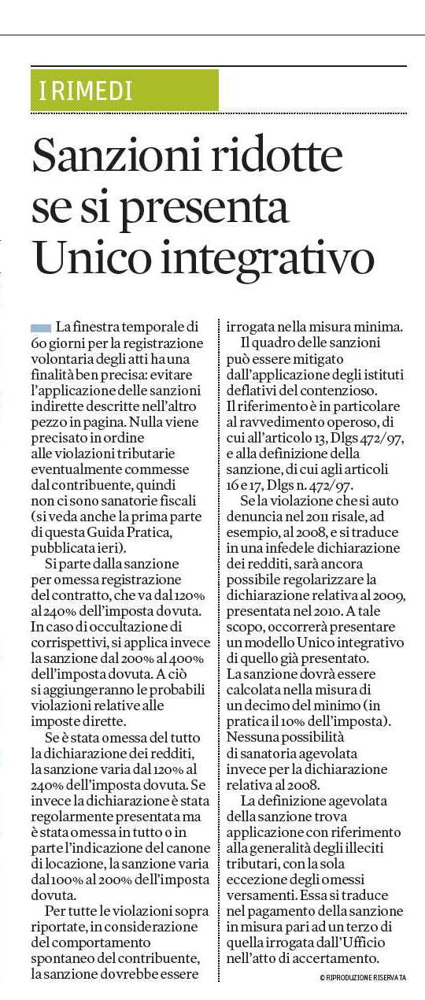 I RIMEDI
Sanzioni ridotte
se si presenta
Unico integrativo
La finestra temporale di
60 giorni per la registrazione
volontaria degli atti ha una
finalità ben precisa: evitare
l'applicazione delle sanzioni
indirette descritte nell'altro
pezzo in pagina. Nulla viene
precisato in ordine
alle violazioni tributarie
eventualmente commesse
dal contribuente, quindi
non ci sono sanatorie fiscali
(si veda anche la prima parte
di questa Guida Pratica,
pubblicata ieri).
Si parte dalla sanzione
per omessa registrazione
del contratto, che va dal 120%
al 240% dell'imposta dovuta.
In caso di occultazione di
corrispettivi, si applica invece
la sanzione dal 200% al 400%
dell'imposta dovuta. A ciò
si aggiungeranno le probabili
violazioni relative alle
imposte dirette.
Se è stata omessa del tutto
la dichiarazione dei redditi,
la sanzione varia dal 120% al
240% dell'imposta dovuta. Se
invece la dichiarazione è stata
regolarmente presentata ma
è stata omessa in tutto o in
parte l'indicazione del canone
di locazione, la sanzione varia
dal 100% al 200% dell'imposta
dovuta.
Per tutte le violazioni sopra
riportate, in considerazione
del comportamento
spontaneo del contribuente,
la sanzione dovrebbe essere
irrogata nella misura minima.
Il quadro delle sanzioni
può essere mitigato
dall'applicazione degli istituti
deflativi del contenzioso.
Il riferimento è in particolare
al ravvedimento operoso, di
cui all'articolo 13, Dlgs 472/97,
e alla definizione della
sanzione, di cui agli articoli
16 e 17, Dlgs n. 472/97.
Se la violazione che si auto
denuncia nel 2011 risale, ad
esempio, al 2008, e si traduce
in una infedele dichiarazione
dei redditi, sarà ancora
possibile regolarizzare la
dichiarazione relativa al 2009,
presentata nel 2010. A tale
scopo, occorrerà presentare
un modello Unico integrativo
di quello già presentato.
La sanzione dovrà essere
calcolata nella misura di
un decimo del minimo (in
pratica il 10% dell'imposta).
Nessuna possibilità
di sanatoria agevolata
invece per la dichiarazione
relativa al 2008.
La definizione agevolata
della sanzione trova
applicazione con riferimento
alla generalità degli illeciti
tributari, con la sola
eccezione degli omessi
versamenti. Essa si traduce
nel pagamento della sanzione
in misura pari ad un terzo di
quella irrogata dall'Ufficio
nell'atto di accertamento.
© RIPRODUZIONE RISERVATA